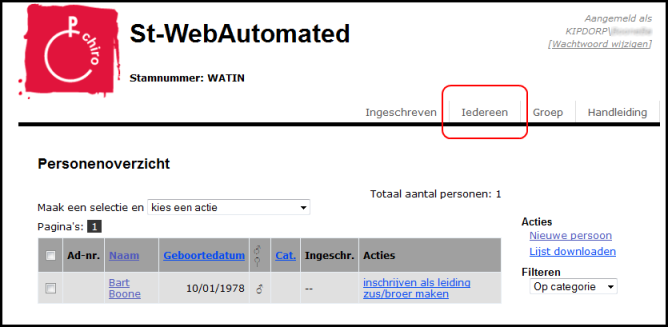 chiro
St-WebAutomated
Stamnummer: WATIN
Aangemeld als
KIPDORP\
[Wachtwoord wijzigen]
Ingeschreven Iedereen Groep Handleiding
Personenoverzicht
Totaal aantal personen: 1
Maak een selectie en kies een actie
Pagina's: 1
Ad-nr. Naam Geboortedatum ♂♀ Cat. Ingeschr. Acties
Bart Boone 10/01/1978 ♂ -- inschrijven als leiding
zus/broer maken
Acties
Nieuwe persoon
Lijst downloaden
Filteren
Op categorie